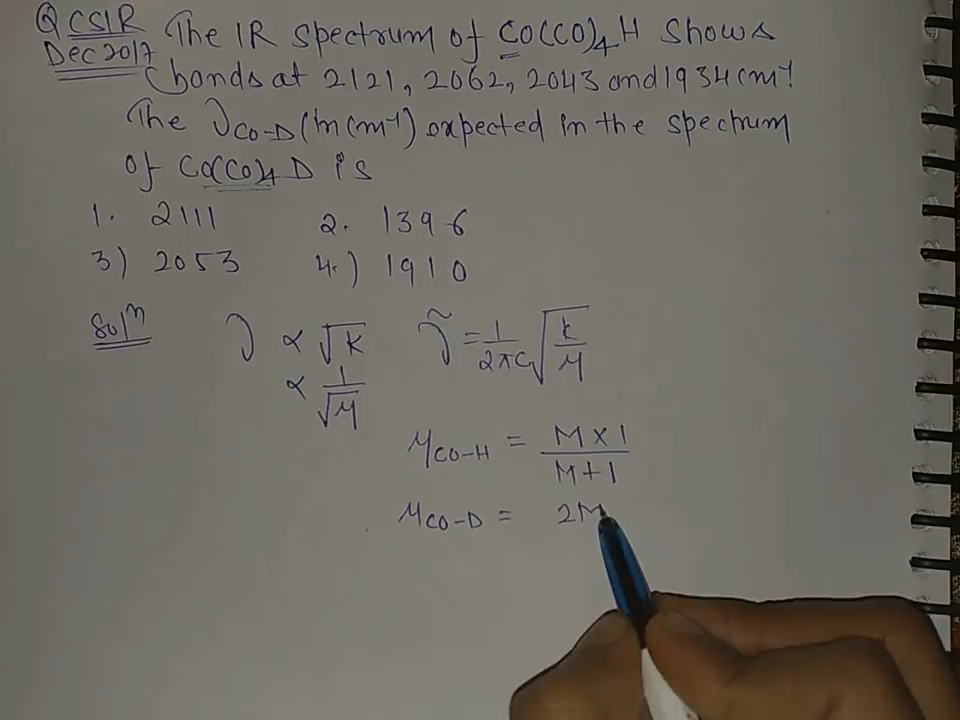 Q CSIR The IR Spectrum of Co(CO)4H Shows
Dec 2017 bonds at 2121, 2062, 2043 and 1934 cm⁻¹.
The ν̃Co-D (in cm⁻¹) expected in the spectrum
of Co(CO)4D is
1. 2111 2. 1396
3) 2053 4.) 1910
Solⁿ ν ∝ √K ν̃ = 1/2πc √k/μ
∝ 1/√μ
μCO-H = M×1/M+1
μCO-D = 2M